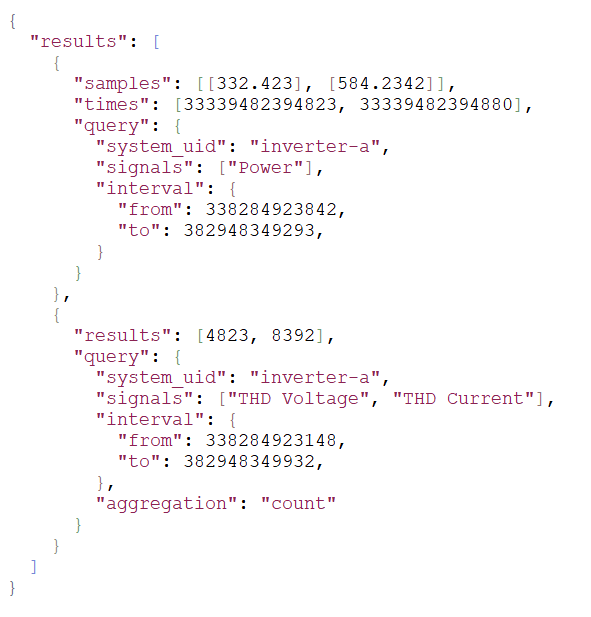 {
  "results": [
    {
      "samples": [[332.423], [584.2342]],
      "times": [33339482394823, 33339482394880],
      "query": {
        "system_uid": "inverter-a",
        "signals": ["Power"],
        "interval": {
          "from": 338284923842,
          "to": 382948349293,
        }
      }
    },
    {
      "results": [4823, 8392],
      "query": {
        "system_uid": "inverter-a",
        "signals": ["THD Voltage", "THD Current"],
        "interval": {
          "from": 338284923148,
          "to": 382948349932,
        },
        "aggregation": "count"
      }
    }
  ]
}